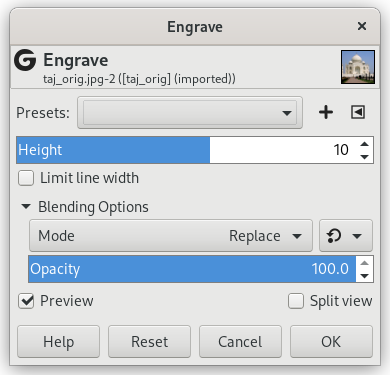 Engrave
Engrave
taj_orig.jpg-2 ([taj_orig] (imported))
Presets:
Height 10
Limit line width
Blending Options
Mode Replace
Opacity 100.0
Preview Split view
Help Reset Cancel OK